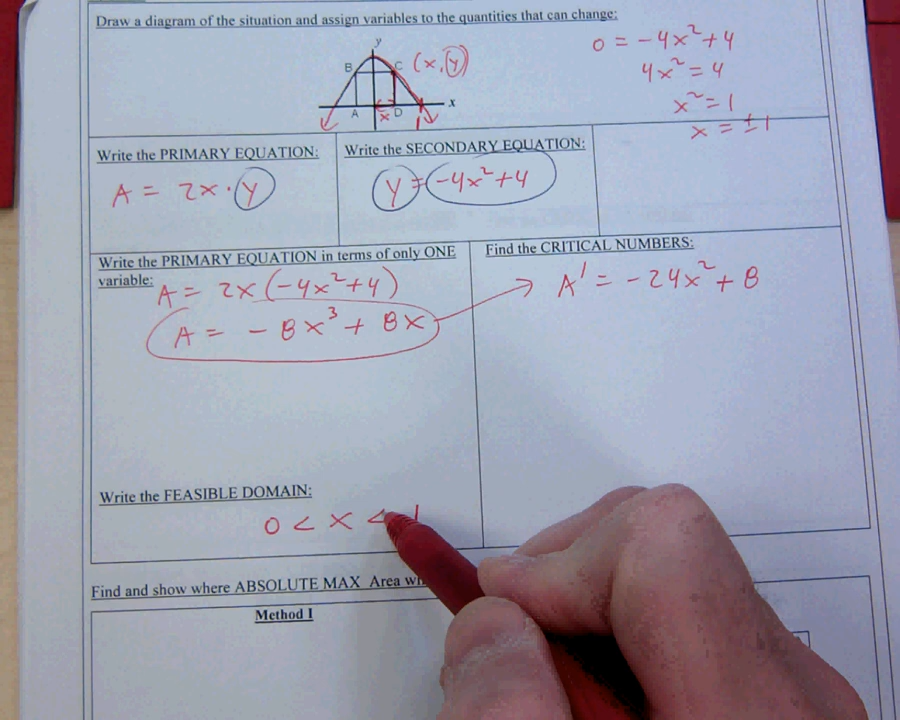 Draw a diagram of the situation and assign variables to the quantities that can change:
y
B
C
(x, y)
A
x
D
1
x
0 = -4x²+4
4x² = 4
x² = 1
x = ±1
Write the PRIMARY EQUATION:
A = 2x · y
Write the SECONDARY EQUATION:
y = -4x²+4
Write the PRIMARY EQUATION in terms of only ONE
variable:
A = 2x(-4x²+4)
A = -8x³ + 8x
Find the CRITICAL NUMBERS:
A' = -24x² + 8
Write the FEASIBLE DOMAIN:
0 < x < 1
Find and show where ABSOLUTE MAX Area
Method I